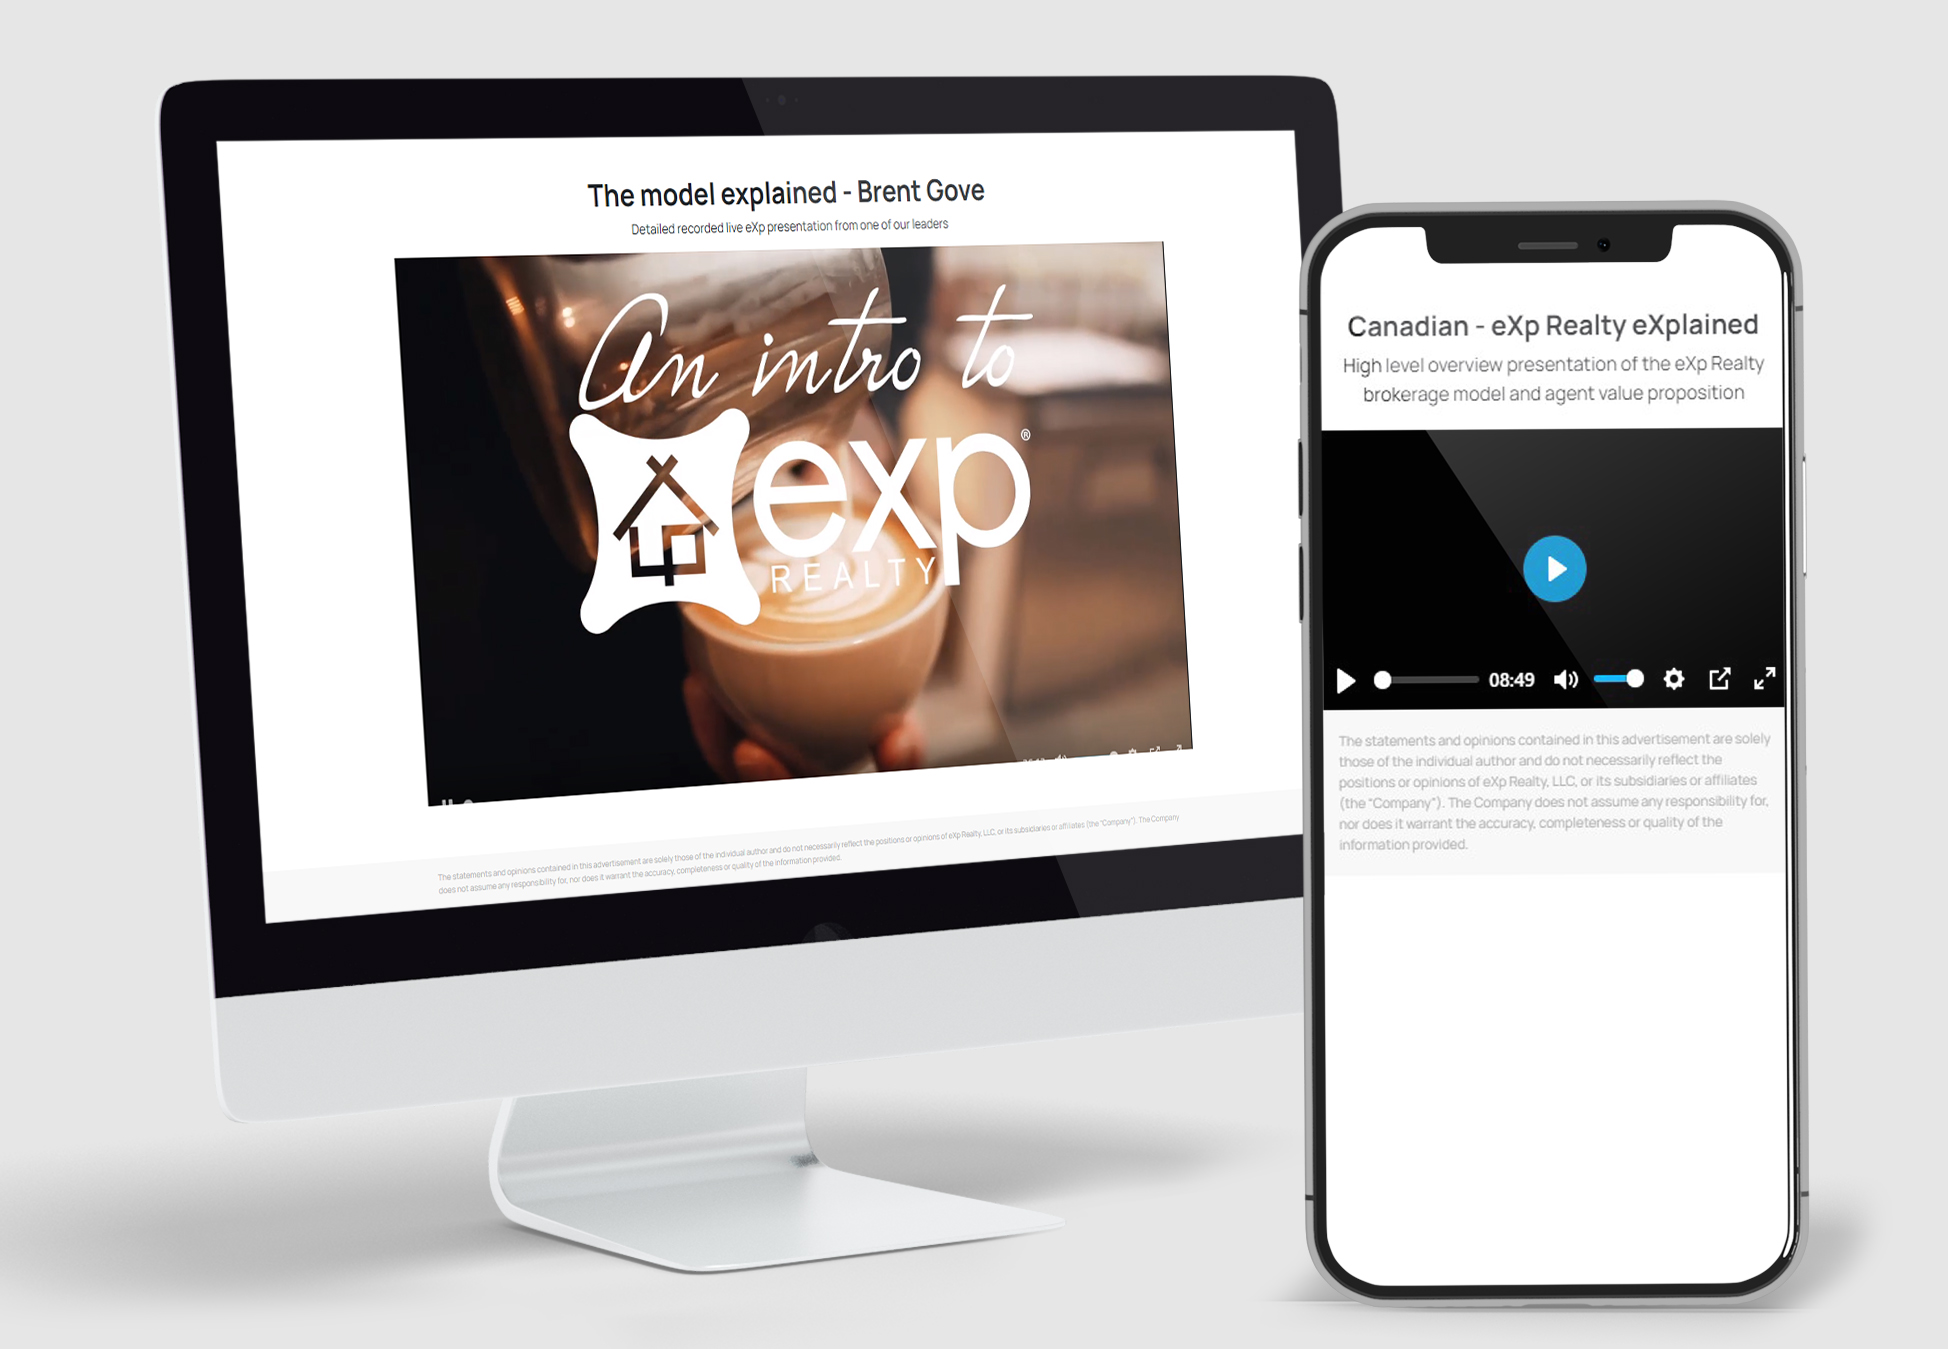 The model explained - Brent Gove
Detailed recorded live eXp presentation from one of our leaders
An intro to
exp®
REALTY
The statements and opinions contained in this advertisement are solely those of the individual author and do not necessarily reflect the positions or opinions of eXp Realty, LLC, or its subsidiaries or affiliates (the "Company"). The Company
does not assume any responsibility for, nor does it warrant the accuracy, completeness or quality of the information provided.
Canadian - eXp Realty eXplained
High level overview presentation of the eXp Realty
brokerage model and agent value proposition
08:49
The statements and opinions contained in this advertisement are solely
those of the individual author and do not necessarily reflect the
positions or opinions of eXp Realty, LLC, or its subsidiaries or affiliates
(the "Company"). The Company does not assume any responsibility for,
nor does it warrant the accuracy, completeness or quality of the
information provided.